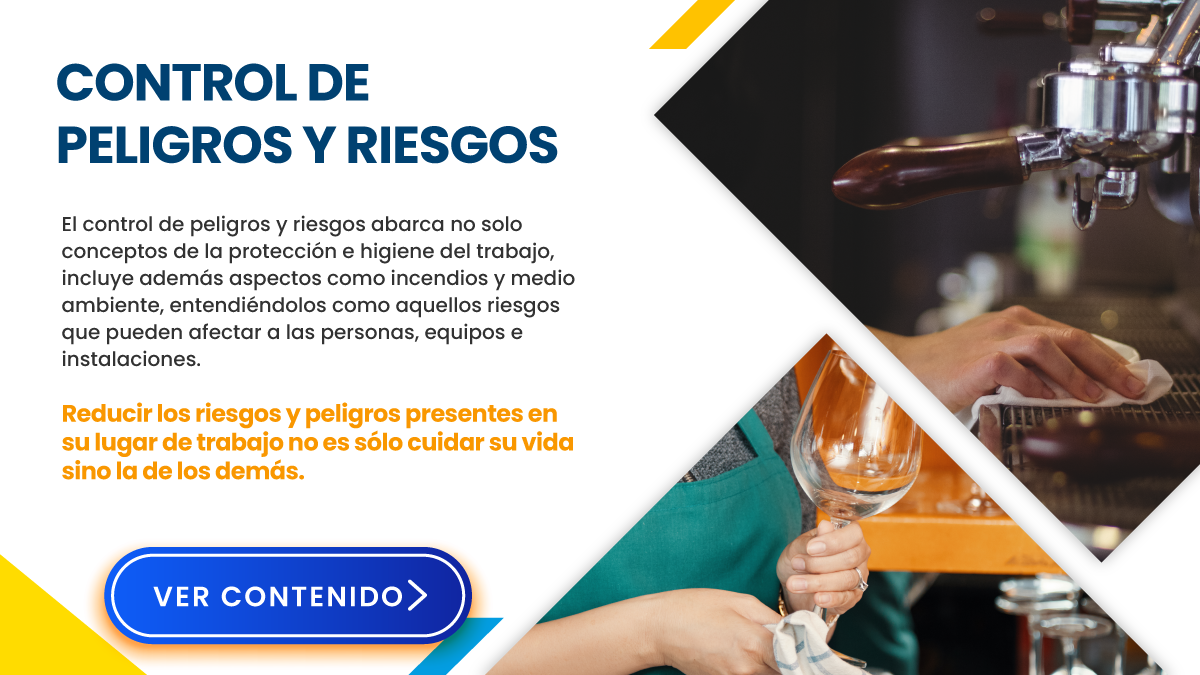 CONTROL DE
PELIGROS Y RIESGOS
El control de peligros y riesgos abarca no solo
conceptos de la protección e higiene del trabajo,
incluye además aspectos como incendios y medio
ambiente, entendiéndolos como aquellos riesgos
que pueden afectar a las personas, equipos e
instalaciones.
Reducir los riesgos y peligros presentes en
su lugar de trabajo no es sólo cuidar su vida
sino la de los demás.
VER CONTENIDO